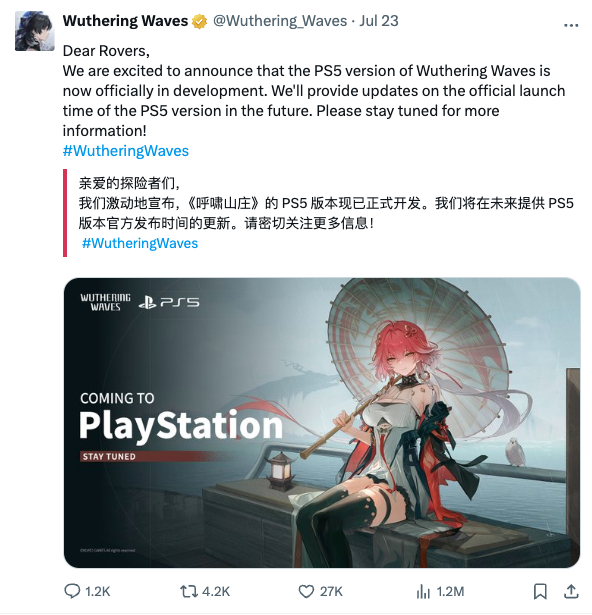 Wuthering Waves @Wuthering_Waves · Jul 23
Dear Rovers,
We are excited to announce that the PS5 version of Wuthering Waves is
now officially in development. We'll provide updates on the official launch
time of the PS5 version in the future. Please stay tuned for more
information!
#WutheringWaves
亲爱的探险者们，
我们激动地宣布，《呼啸山庄》的 PS5 版本现已正式开发。我们将在未来提供 PS5
版本官方发布时间的更新。请密切关注更多信息！
#WutheringWaves
WUTHERING
WAVES
PS5
COMING TO
PlayStation
STAY TUNED
1.2K 4.2K 27K 1.2M